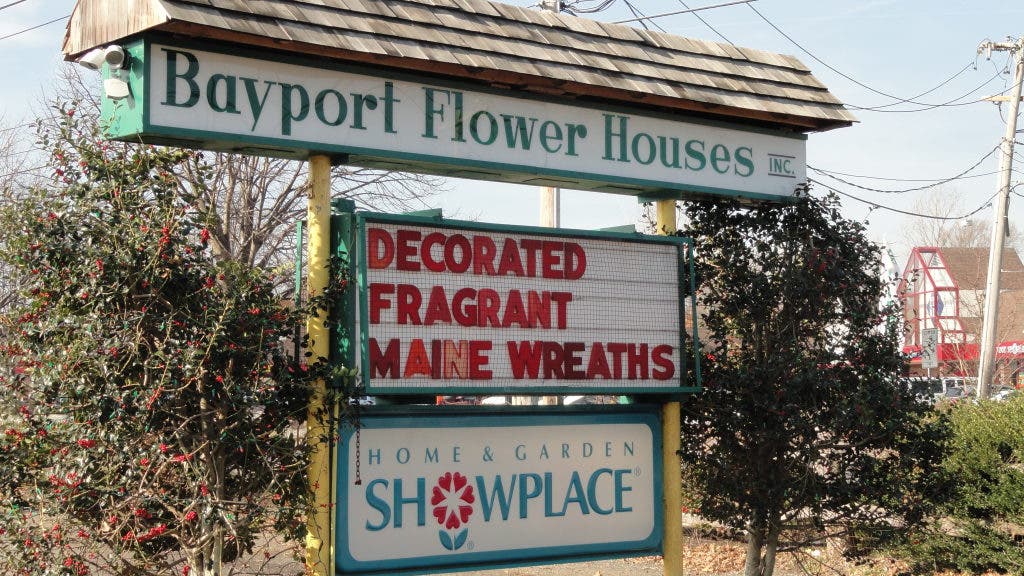 Bayport Flower Houses INC.
DECORATED
FRAGRANT
MAINE WREATHS
HOME & GARDEN
SHOWPLACE®